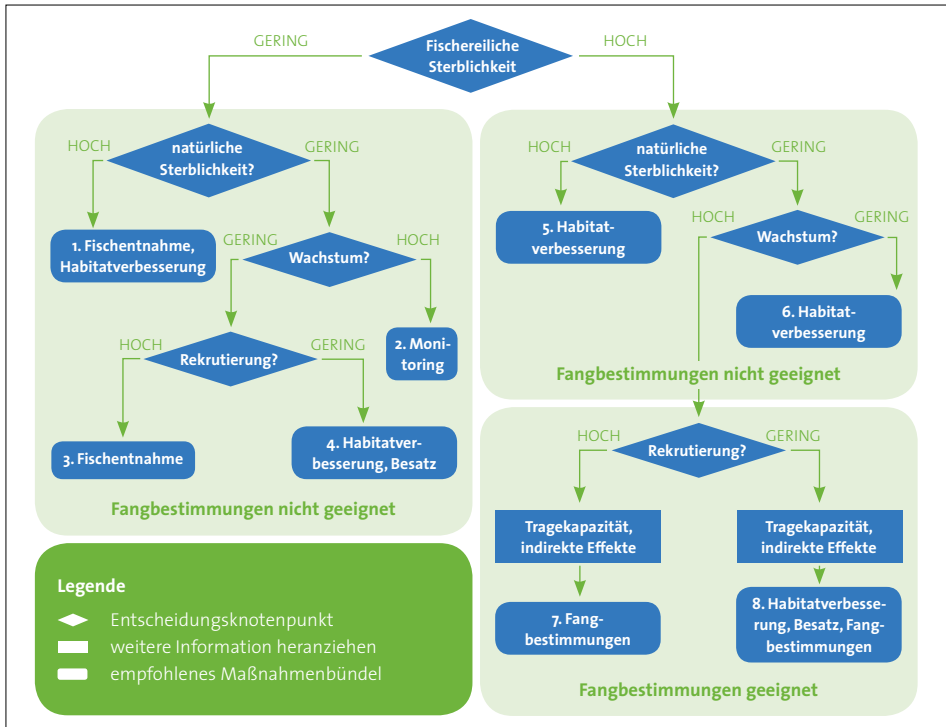 Fischereiliche
Sterblichkeit
GERING
HOCH
natürliche
Sterblichkeit?
HOCH
GERING
1. Fischentnahme,
Habitatverbesserung
Wachstum?
GERING
HOCH
2. Moni-
toring
Rekrutierung?
HOCH
GERING
3. Fischentnahme
4. Habitatver-
besserung, Besatz
Fangbestimmungen nicht geeignet
natürliche
Sterblichkeit?
HOCH
GERING
5. Habitat-
verbesserung
Wachstum?
HOCH
GERING
6. Habitat-
verbesserung
Fangbestimmungen nicht geeignet
Rekrutierung?
HOCH
GERING
Tragekapazität,
indirekte Effekte
Tragekapazität,
indirekte Effekte
7. Fang-
bestimmungen
8. Habitatverbesse-
rung, Besatz, Fang-
bestimmungen
Fangbestimmungen geeignet
Legende
Entscheidungsknotenpunkt
weitere Information heranziehen
empfohlenes Maßnahmenbündel